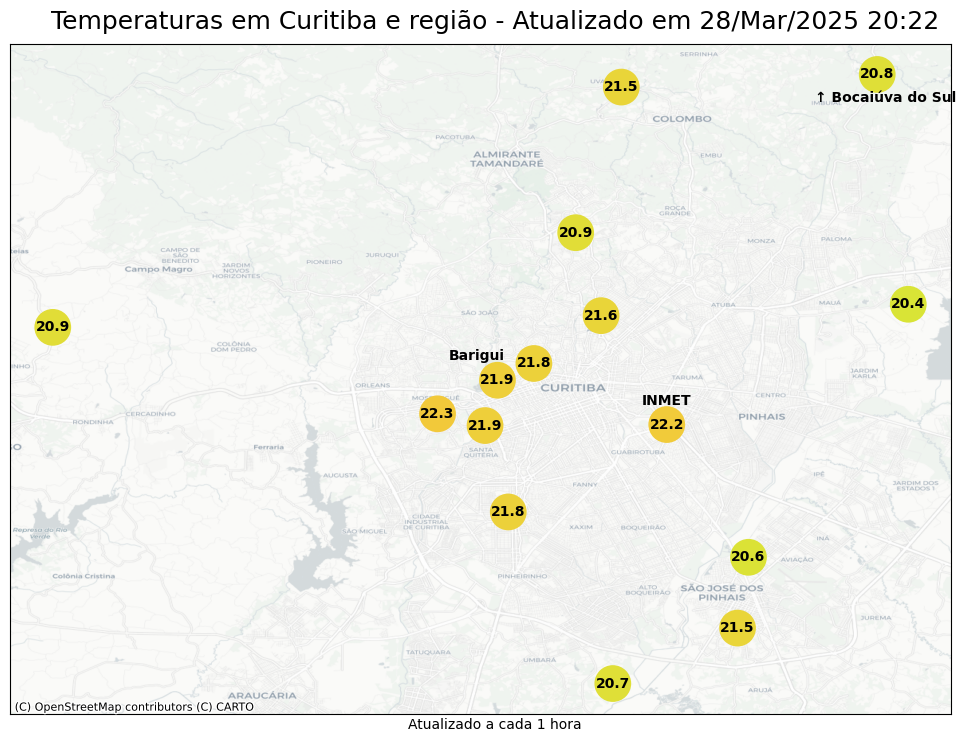 Temperaturas em Curitiba e região - Atualizado em 28/Mar/2025 20:22
SERRINHA
20.8
21.5
↑ Bocaiúva do Sul
COLOMBO
PACOTUBA
ALMIRANTE
TAMANDARÉ
EMBU
ROÇA
GRANDE
20.9
MONZA
PALOMA
CAMPO DE
SÃO
BENEDITO
JURUQUI
PIONEIRO
Campo Magro
JARDIM
NOVOS
HORIZONTES
ATUBA
MAUÁ
20.4
SÃO JOÃO
21.6
20.9
COLÔNIA
DOM PEDRO
Barigui
21.8
21.9
JARDIM
KARLA
TARUMÃ
ORLEANS
CURITIBA
CENTRO
INMET
22.3
CERCADINHO
RONDINHA
PINHAIS
21.9
22.2
Ferraria
SANTA
QUITÉRIA
GUABIROTUBA
AUGUSTA
IPÊ
FANNY
JARDIM DOS
ESTADOS I
21.8
CIDADE
INDUSTRIAL
DE CURITIBA
SÃO MIGUEL
XAXIM
BOQUEIRÃO
Represa do Rio
Verde
INÁ
20.6
AVIAÇÃO
Colônia Cristina
PINHEIRINHO
ALTO
BOQUEIRÃO
SÃO JOSÉ DOS
PINHAIS
JUREMA
21.5
TATUQUARA
UMBARÁ
20.7
ARUJÁ
ARAUCÁRIA
(C) OpenStreetMap contributors (C) CARTO
Atualizado a cada 1 hora